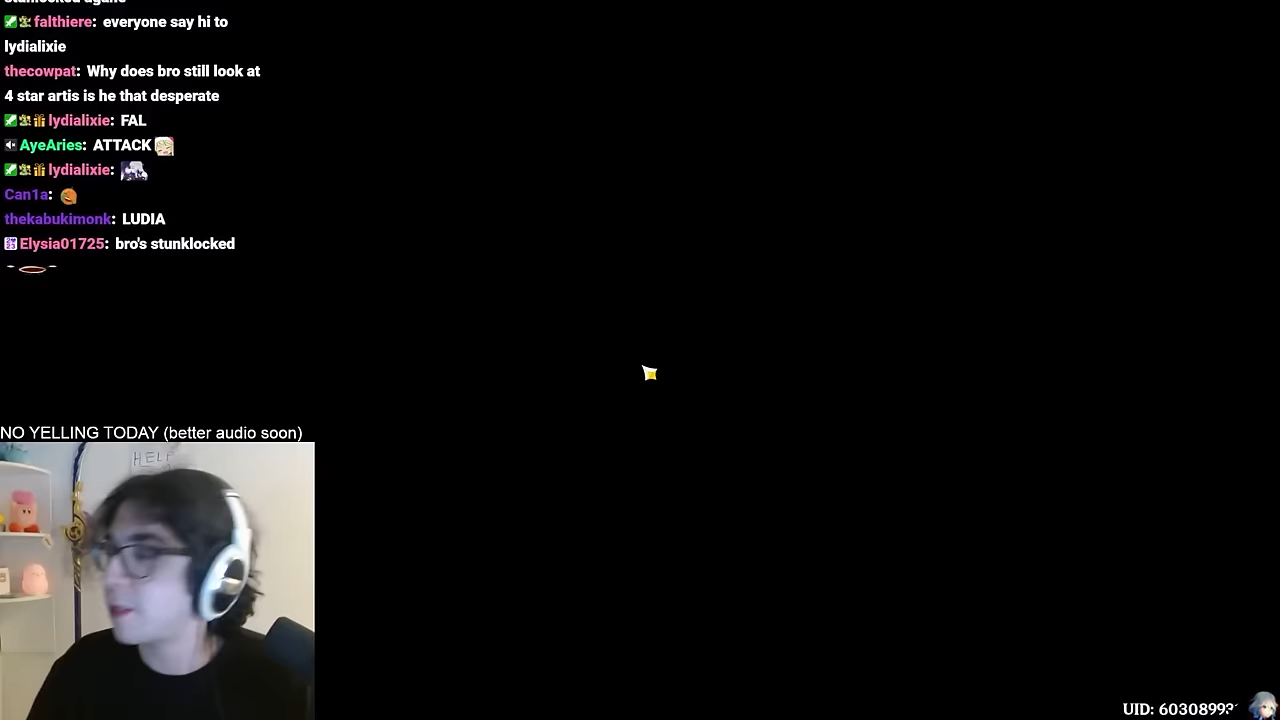 falthiere: everyone say hi to
lydialixie
thecowpat: Why does bro still look at
4 star artis is he that desperate
lydialixie: FAL
AyeAries: ATTACK
lydialixie:
Can1a:
thekabukimonk: LUDIA
Elysia01725: bro's stunklocked
NO YELLING TODAY (better audio soon)
HELP
UID: 60308993